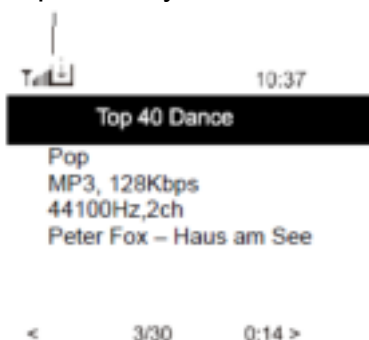 10:37
Top 40 Dance
Pop
MP3, 128Kbps
44100Hz,2ch
Peter Fox – Haus am See
< 3/30 0:14 >